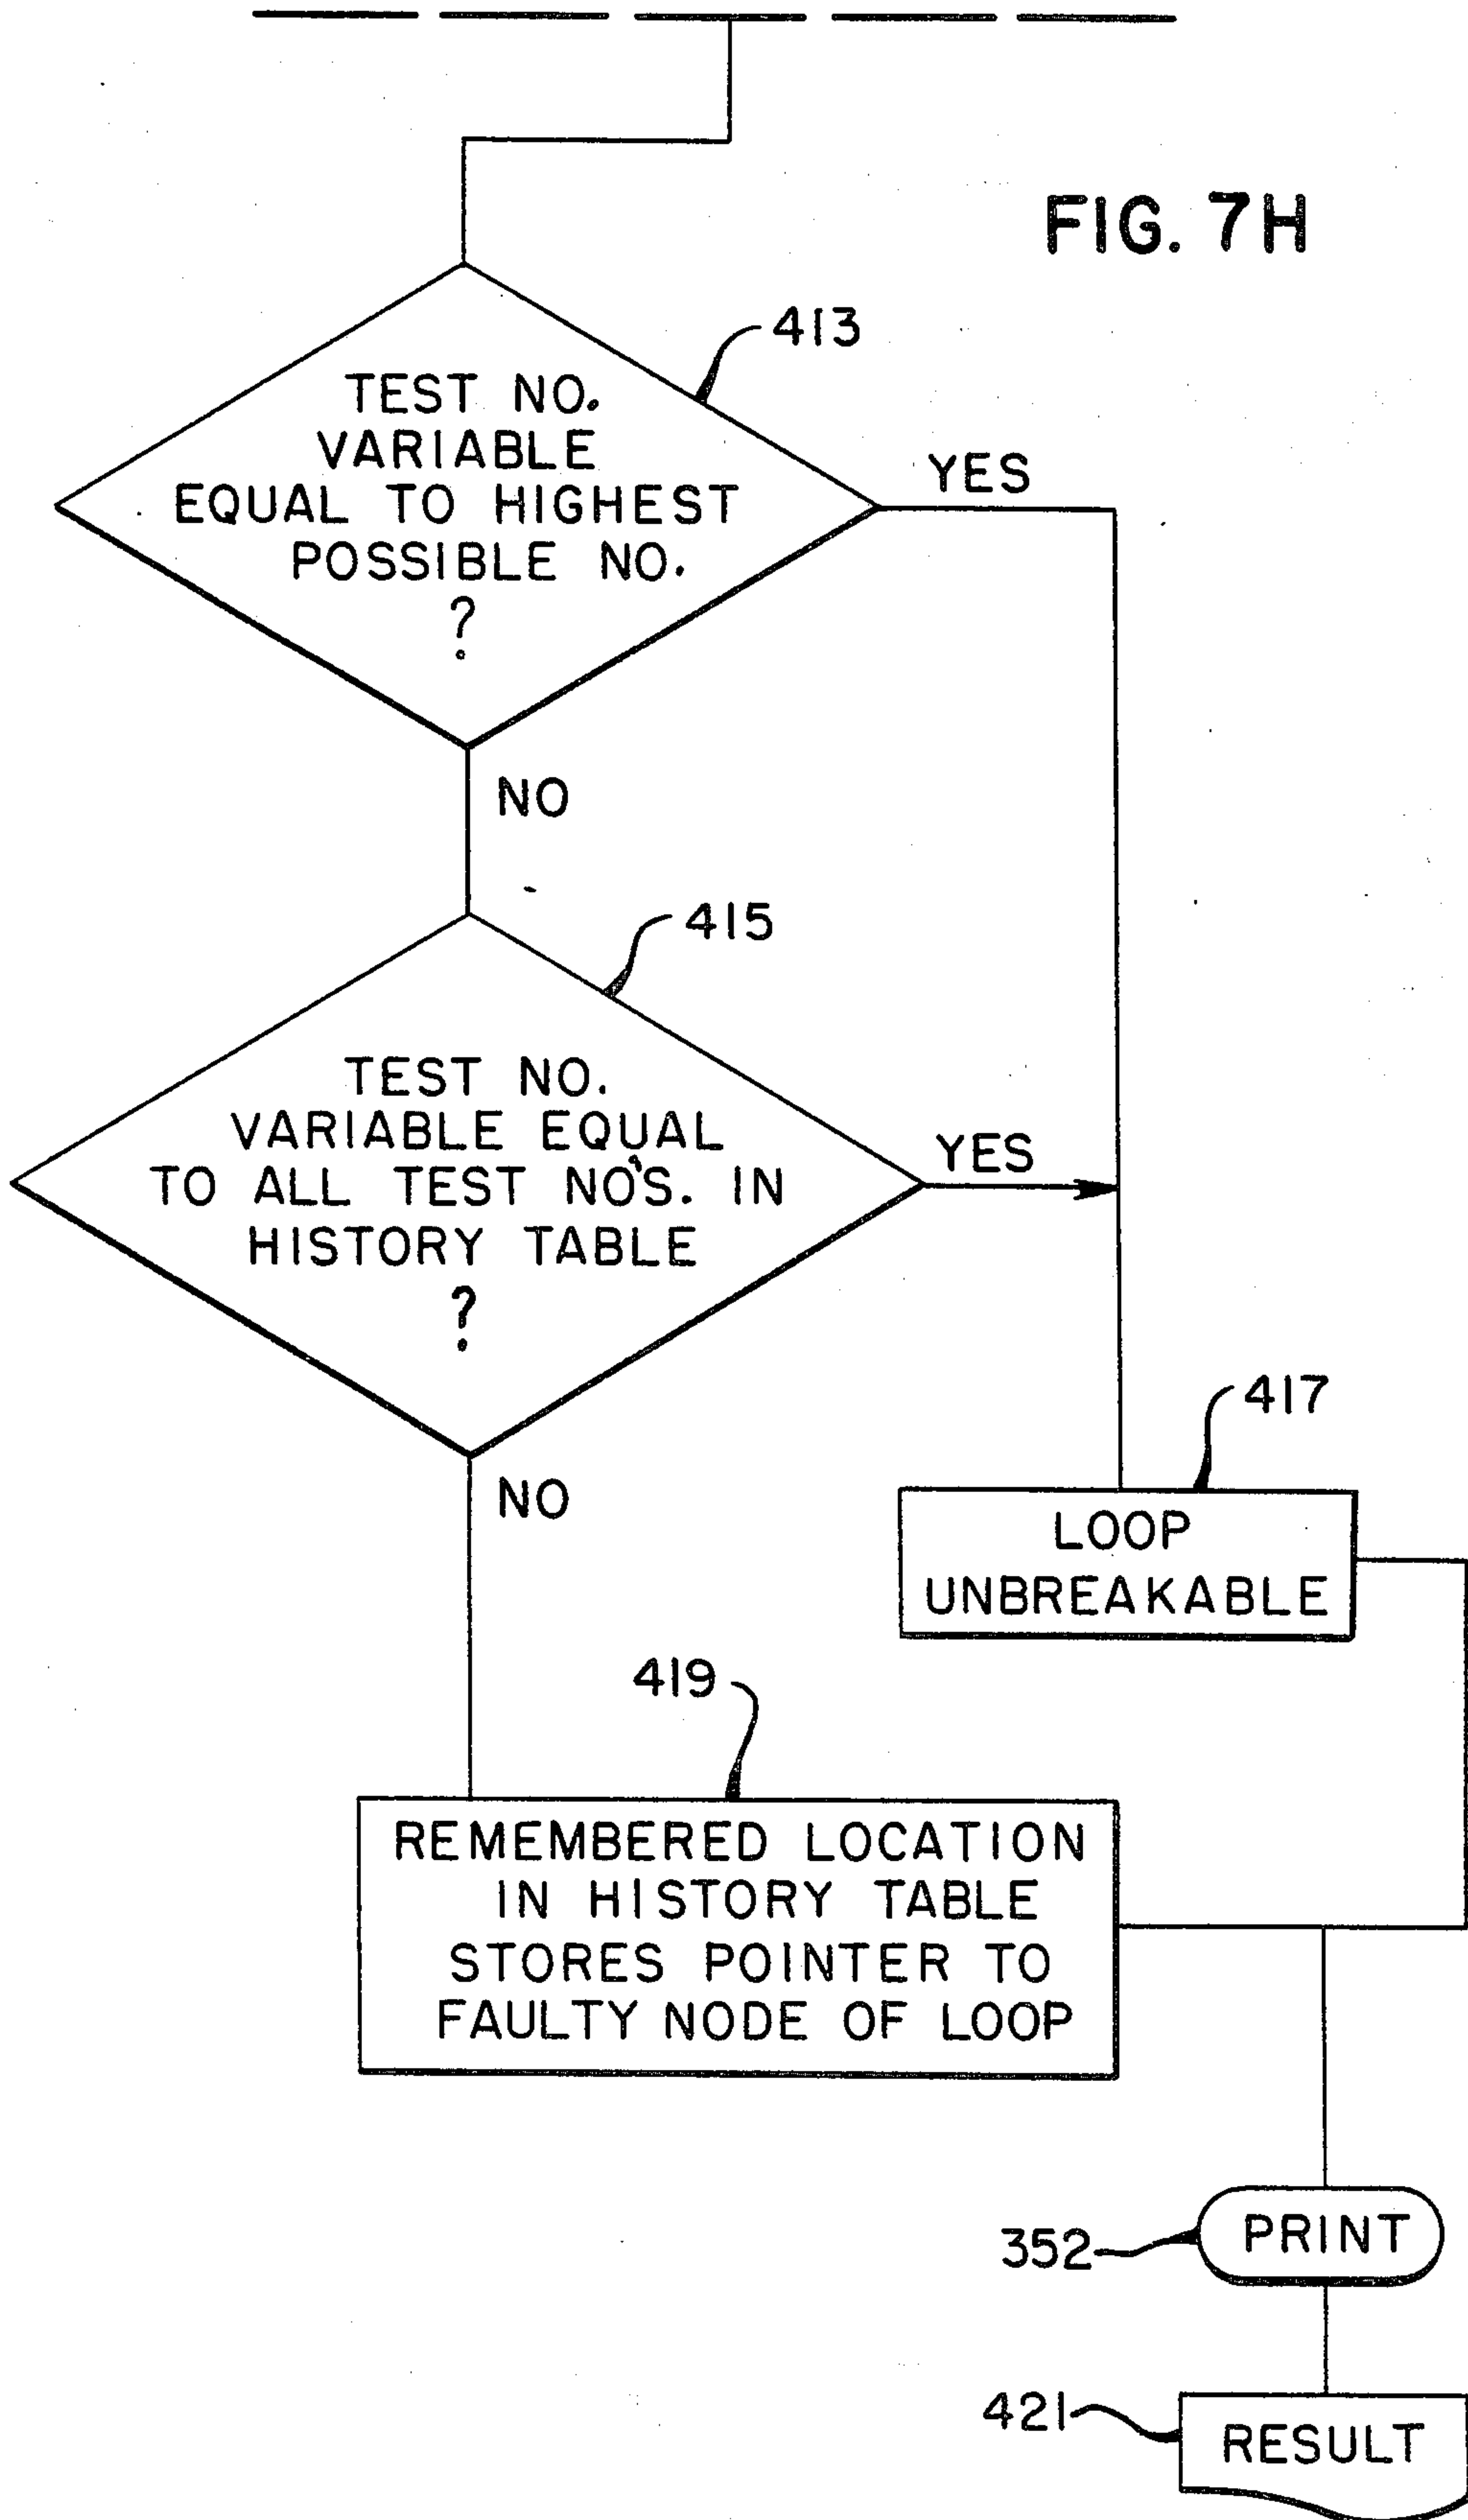 FIG. 7H
413
TEST NO.
VARIABLE
EQUAL TO HIGHEST
POSSIBLE NO.
?
YES
NO
415
TEST NO.
VARIABLE EQUAL
TO ALL TEST NO'S. IN
HISTORY TABLE
?
YES
NO
417
LOOP
UNBREAKABLE
419
REMEMBERED LOCATION
IN HISTORY TABLE
STORES POINTER TO
FAULTY NODE OF LOOP
352
PRINT
421
RESULT